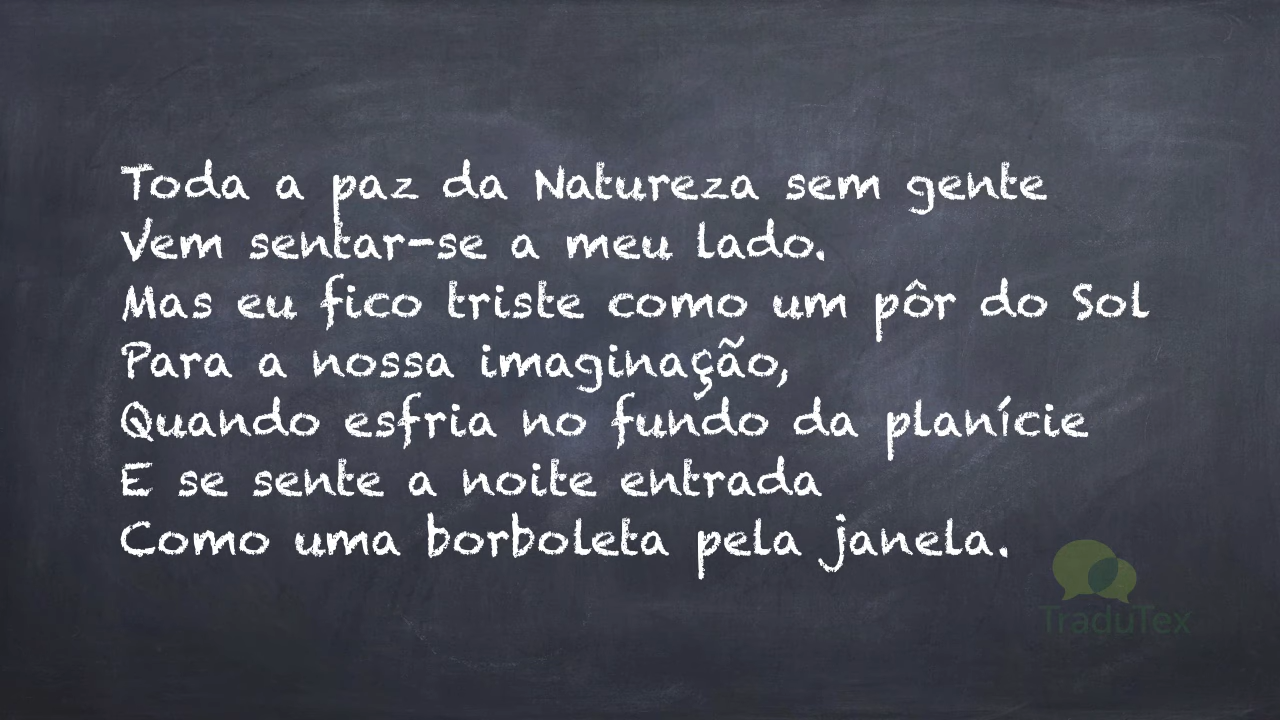 Toda a paz da Natureza sem gente
Vem sentar-se a meu lado.
Mas eu fico triste como um pôr do Sol
Para a nossa imaginação,
Quando esfria no fundo da planície
E se sente a noite entrada
Como uma borboleta pela janela.
TraduTex